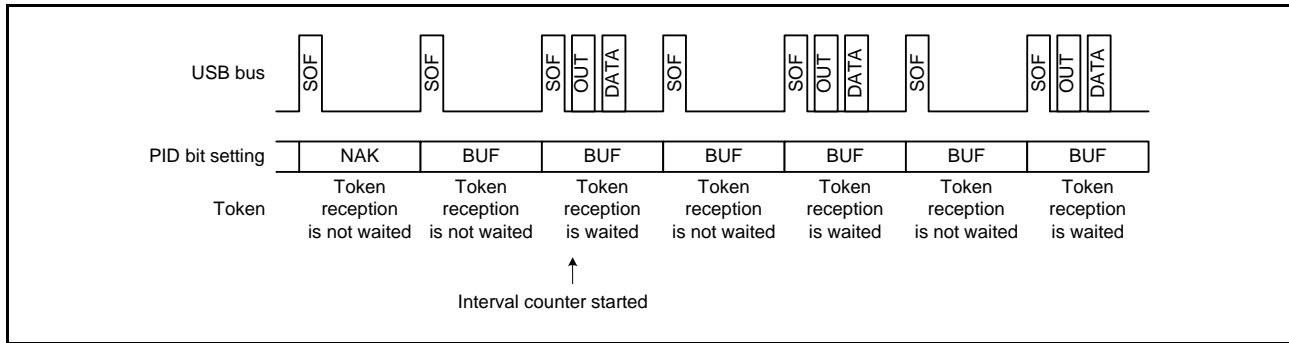 USB bus
SOF SOF SOF OUT DATA SOF SOF OUT DATA SOF SOF OUT DATA
PID bit setting NAK BUF BUF BUF BUF BUF BUF
Token Token Token Token Token Token Token
Token reception reception reception reception reception reception reception
is not waited is not waited is waited is not waited is waited is not waited is waited
Interval counter started